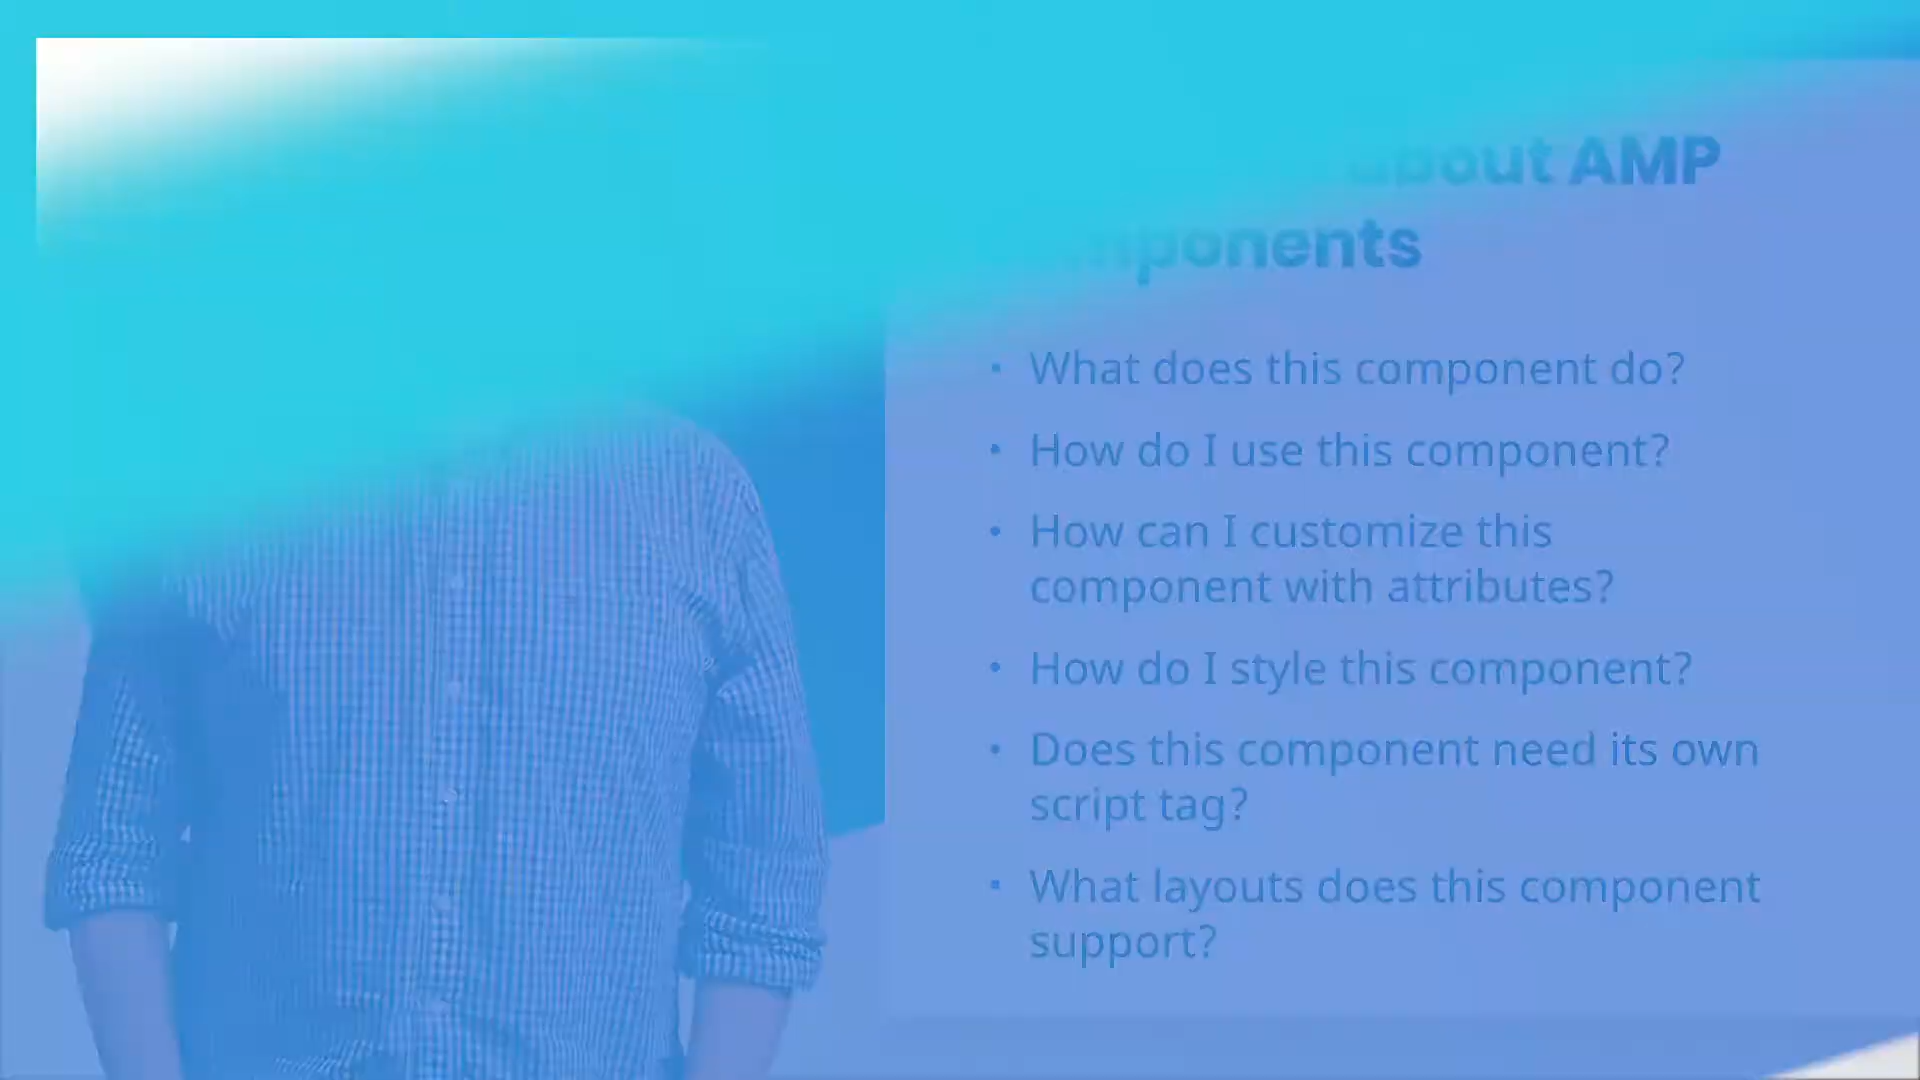 about AMP
• What does this component do?
• How do I use this component?
• How can I customize this
component with attributes?
• How do I style this component?
• Does this component need its own
script tag?
• What layouts does this component
support?